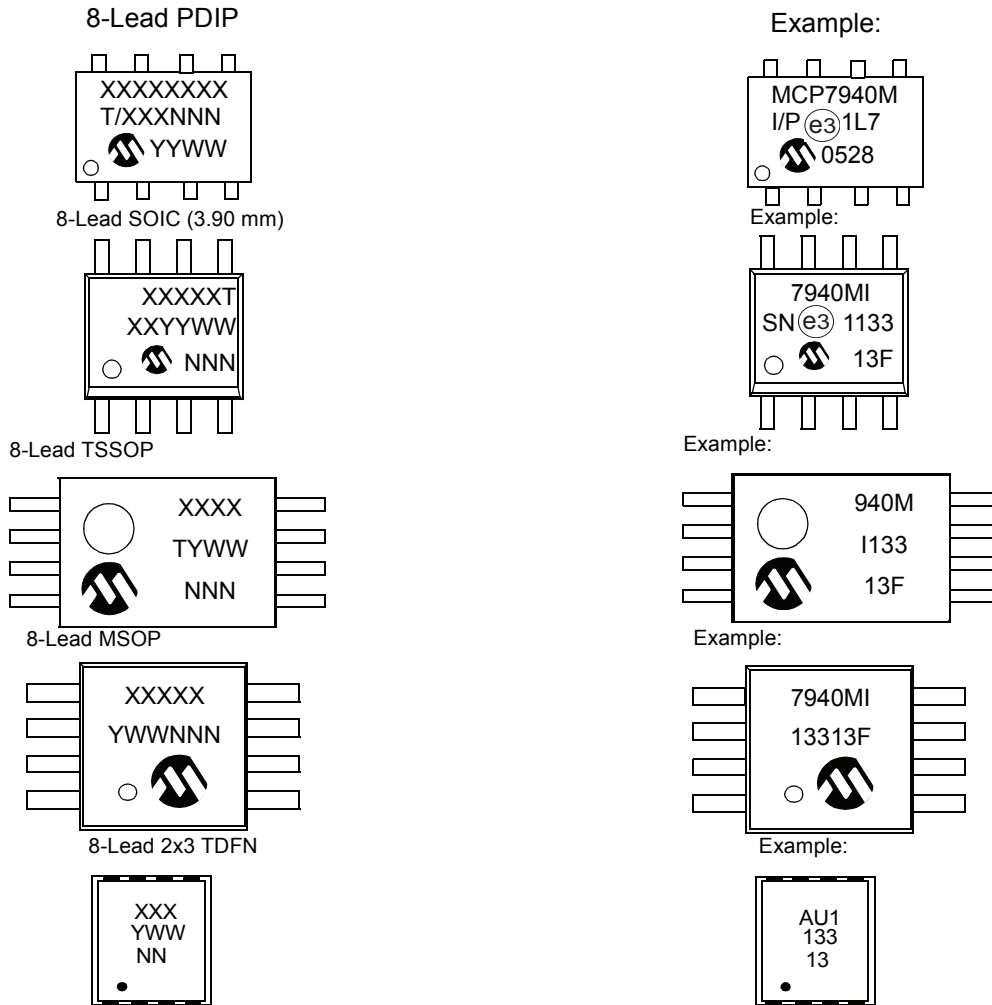 8-Lead PDIP
Example:
XXXXXXXX
T/XXXNNN
YYWW
MCP7940M
I/P e3 1L7
0528
8-Lead SOIC (3.90 mm)
Example:
XXXXXT
XXYYWW
NNN
7940MI
SN e3 1133
13F
8-Lead TSSOP
Example:
XXXX
TYWW
NNN
940M
I133
13F
8-Lead MSOP
Example:
XXXXX
YWWNNN
7940MI
13313F
8-Lead 2x3 TDFN
Example:
XXX
YWW
NN
AU1
133
13